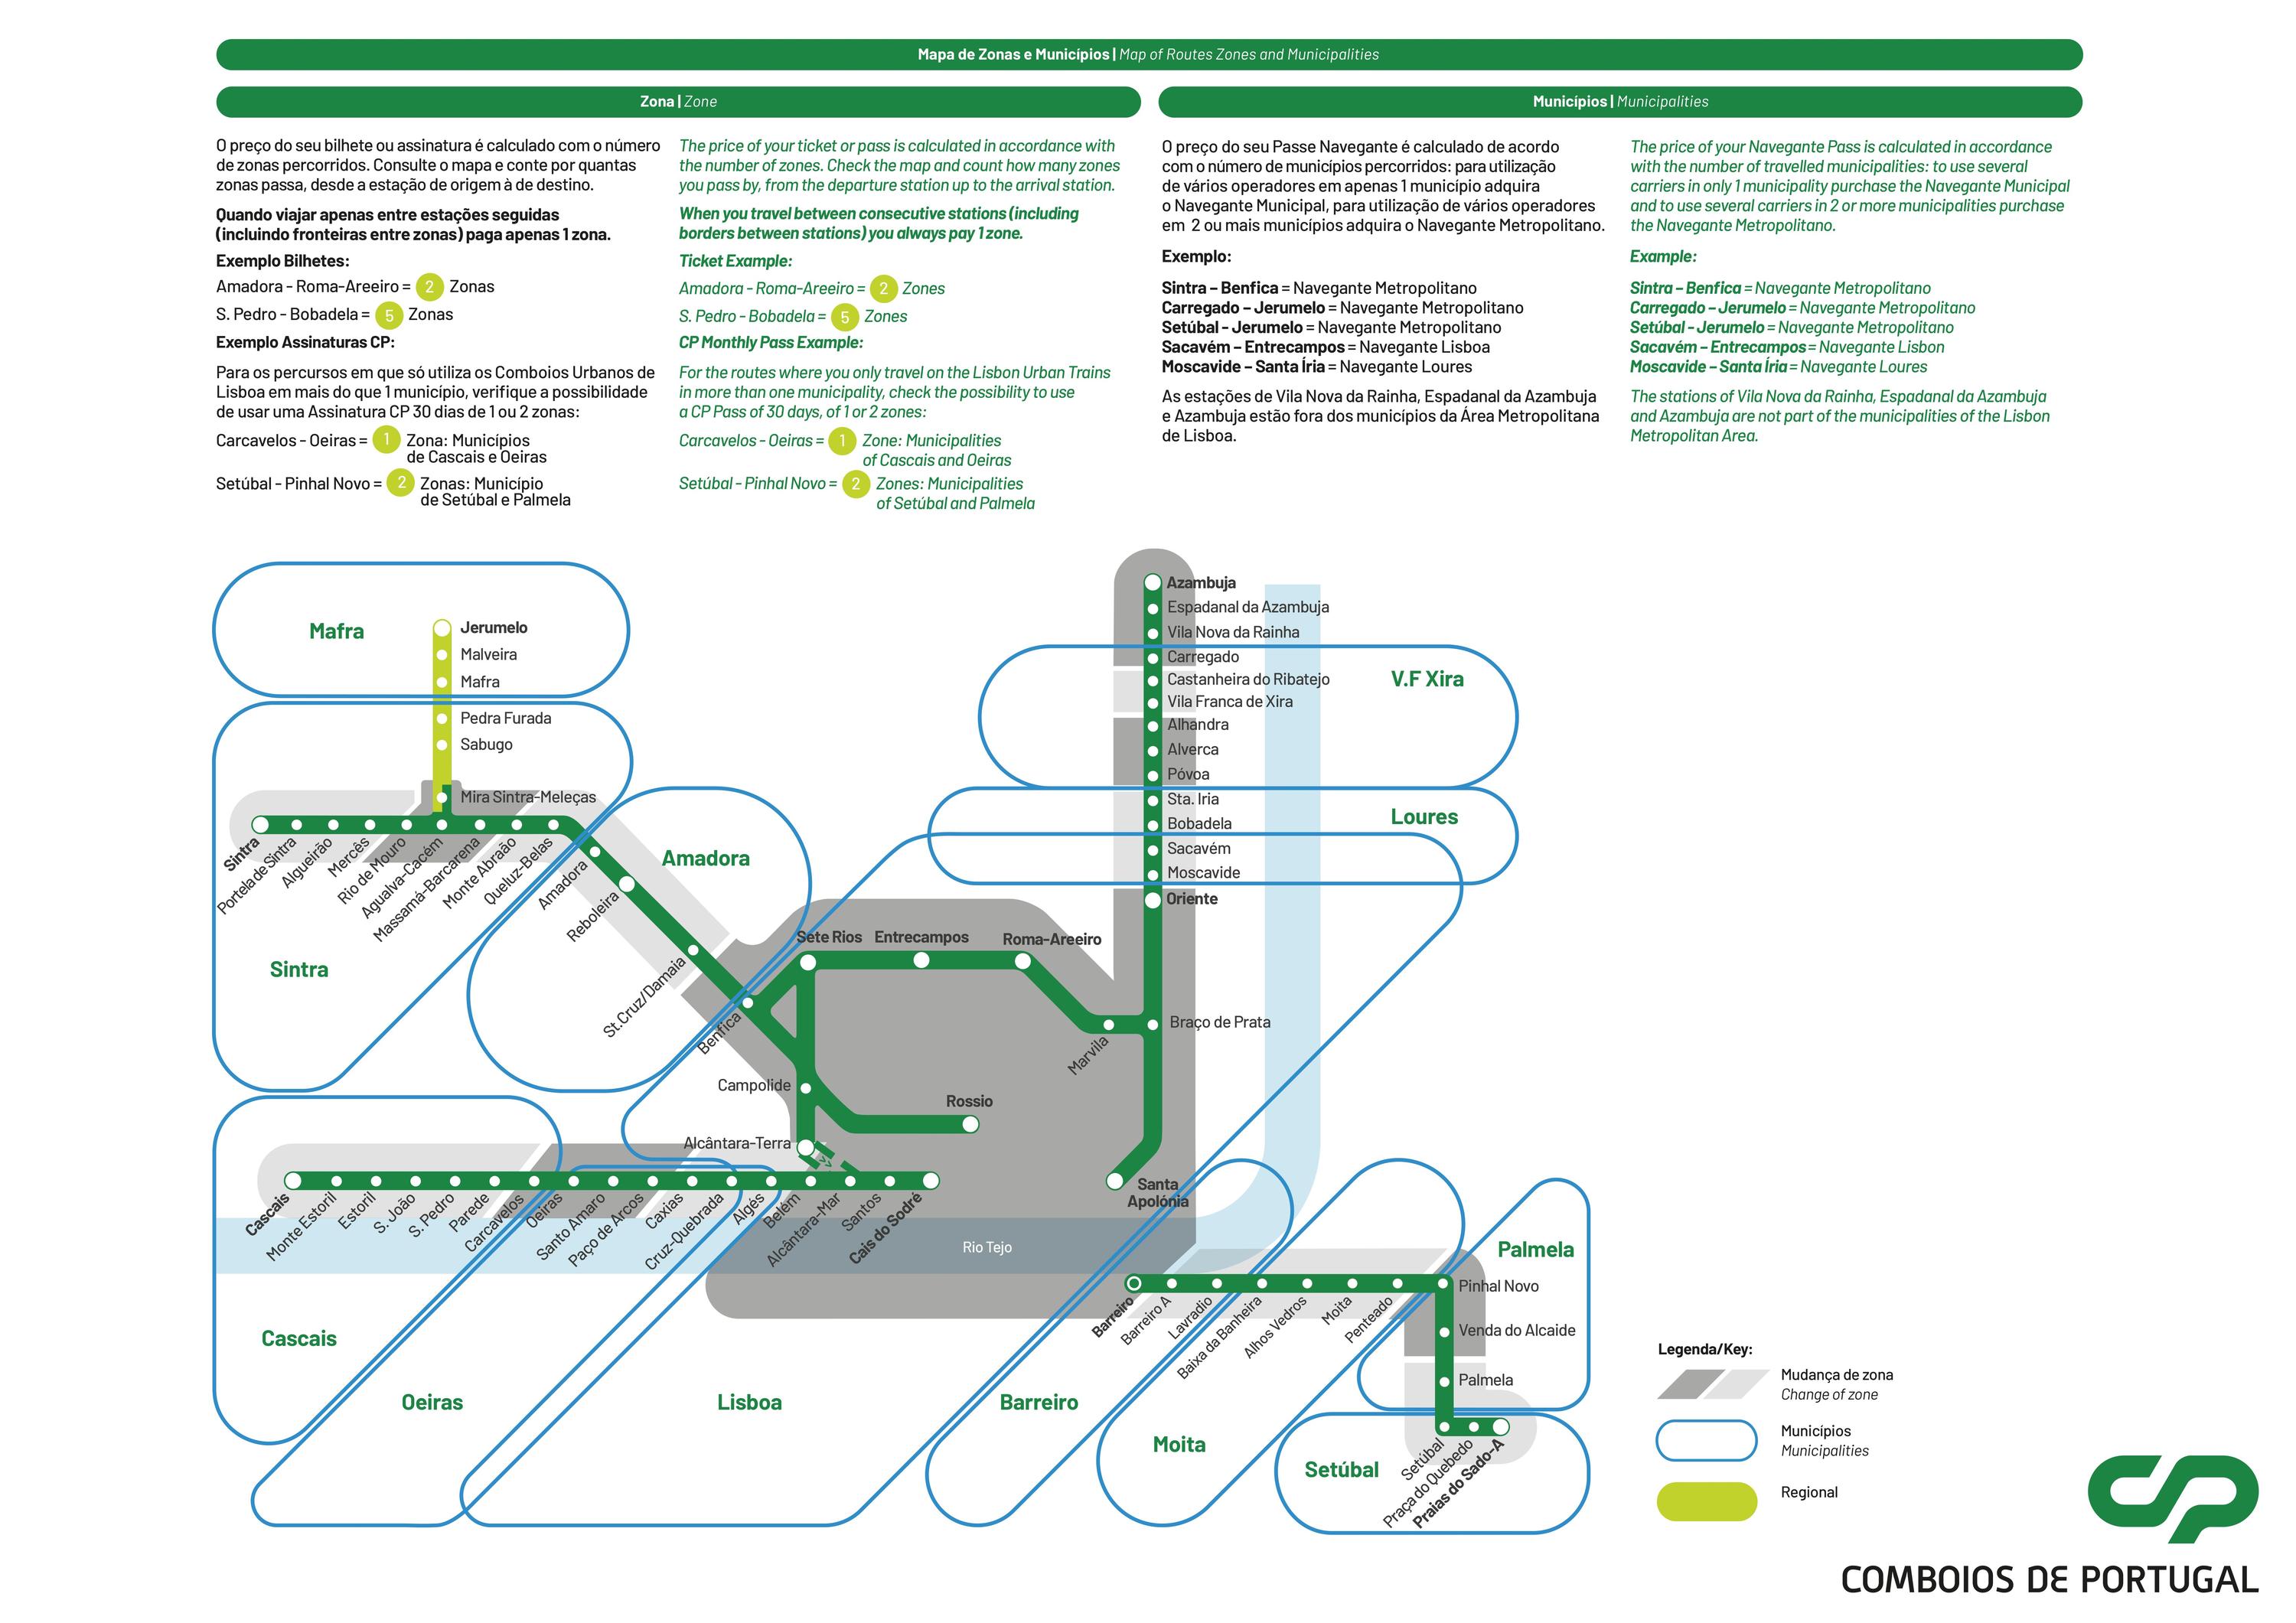 Mapa de Zonas e Municípios | Map of Routes Zones and Municipalities
Zona | Zone
O preço do seu bilhete ou assinatura é calculado com o número
de zonas percorridos. Consulte o mapa e conte por quantas
zonas passa, desde a estação de origem à de destino.
Quando viajar apenas entre estações seguidas
(incluindo fronteiras entre zonas) paga apenas 1 zona.
Exemplo Bilhetes:
Amadora - Roma-Areeiro = 2 Zonas
S. Pedro - Bobadela = 5 Zonas
Exemplo Assinaturas CP:
Para os percursos em que só utiliza os Comboios Urbanos de
Lisboa em mais do que 1 município, verifique a possibilidade
de usar uma Assinatura CP 30 dias de 1 ou 2 zonas:
Carcavelos - Oeiras = 1 Zona: Municípios
de Cascais e Oeiras
Setúbal - Pinhal Novo = 2 Zonas: Município
de Setúbal e Palmela
The price of your ticket or pass is calculated in accordance with
the number of zones. Check the map and count how many zones
you pass by, from the departure station up to the arrival station.
When you travel between consecutive stations (including
borders between stations) you always pay 1 zone.
Ticket Example:
Amadora - Roma-Areeiro = 2 Zones
S. Pedro - Bobadela = 5 Zones
CP Monthly Pass Example:
For the routes where you only travel on the Lisbon Urban Trains
in more than one municipality, check the possibility to use
a CP Pass of 30 days, of 1 or 2 zones:
Carcavelos - Oeiras = 1 Zone: Municipalities
of Cascais and Oeiras
Setúbal - Pinhal Novo = 2 Zones: Municipalities
of Setúbal and Palmela
Municípios | Municipalities
O preço do seu Passe Navegante é calculado de acordo
com o número de municípios percorridos: para utilização
de vários operadores em apenas 1 município adquira
o Navegante Municipal, para utilização de vários operadores
em 2 ou mais municípios adquira o Navegante Metropolitano.
Exemplo:
Sintra – Benfica = Navegante Metropolitano
Carregado – Jerumelo = Navegante Metropolitano
Setúbal - Jerumelo = Navegante Metropolitano
Sacavém – Entrecampos = Navegante Lisboa
Moscavide – Santa Íria = Navegante Loures
As estações de Vila Nova da Rainha, Espadanal da Azambuja
e Azambuja estão fora dos municípios da Área Metropolitana
de Lisboa.
The price of your Navegante Pass is calculated in accordance
with the number of travelled municipalities: to use several
carriers in only 1 municipality purchase the Navegante Municipal
and to use several carriers in 2 or more municipalities purchase
the Navegante Metropolitano.
Example:
Sintra – Benfica = Navegante Metropolitano
Carregado – Jerumelo = Navegante Metropolitano
Setúbal - Jerumelo = Navegante Metropolitano
Sacavém – Entrecampos = Navegante Lisbon
Moscavide – Santa Íria = Navegante Loures
The stations of Vila Nova da Rainha, Espadanal da Azambuja
and Azambuja are not part of the municipalities of the Lisbon
Metropolitan Area.
Mafra
Jerumelo
Malveira
Mafra
Pedra Furada
Sabugo
Mira Sintra-Meleças
Sintra
Portela de Sintra
Algueirão
Mercês
Rio de Mouro
Agualva-Cacém
Massamá-Barcarena
Monte Abraão
Queluz-Belas
Amadora
Reboleira
St.Cruz/Damaia
Benfica
Sintra
Amadora
Azambuja
Espadanal da Azambuja
Vila Nova da Rainha
Carregado
Castanheira do Ribatejo
Vila Franca de Xira
Alhandra
Alverca
Póvoa
Sta. Iria
Bobadela
Sacavém
Moscavide
Oriente
V.F Xira
Loures
Sete Rios
Entrecampos
Roma-Areeiro
Marvila
Braço de Prata
Campolide
Rossio
Alcântara-Terra
Santa
Apolónia
Cascais
Monte Estoril
Estoril
S. João
S. Pedro
Parede
Carcavelos
Oeiras
Santo Amaro
Paço de Arcos
Caxias
Cruz-Quebrada
Algés
Belém
Alcântara-Mar
Santos
Cais do Sodré
Rio Tejo
Cascais
Oeiras
Lisboa
Barreiro
Moita
Setúbal
Palmela
Barreiro
Barreiro A
Lavradio
Baixa da Banheira
Alhos Vedros
Moita
Penteado
Pinhal Novo
Venda do Alcaide
Palmela
Setúbal
Praça do Quebedo
Praias do Sado-A
Legenda/Key:
Mudança de zona
Change of zone
Municípios
Municipalities
Regional
cp
COMBOIOS DE PORTUGAL